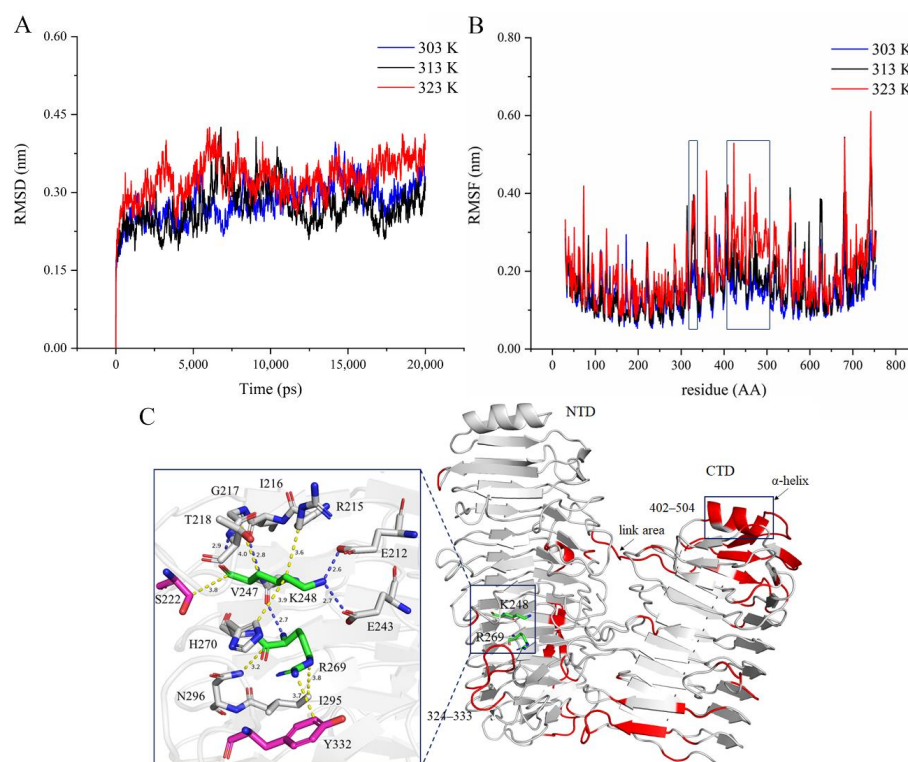 A
0.60
0.45
0.30
0.15
0.00
RMSD (nm)
303 K
313 K
323 K
0
5000
10,000
15,000
20,000
Time (ps)
B
0.80
0.60
0.40
0.20
0.00
RMSF (nm)
303 K
313 K
323 K
0
100
200
300
400
500
600
700
800
residue (AA)
C
NTD
CTD
α-helix
402–504
link area
K248
R269
324–333
I216
G217
R215
T218
2.9
4.0
2.8
3.6
E212
2.6
S222
3.8
V247
K248
3.9
2.7
E243
2.7
H270
R269
3.2
3.8
N296
3.7
I295
Y332